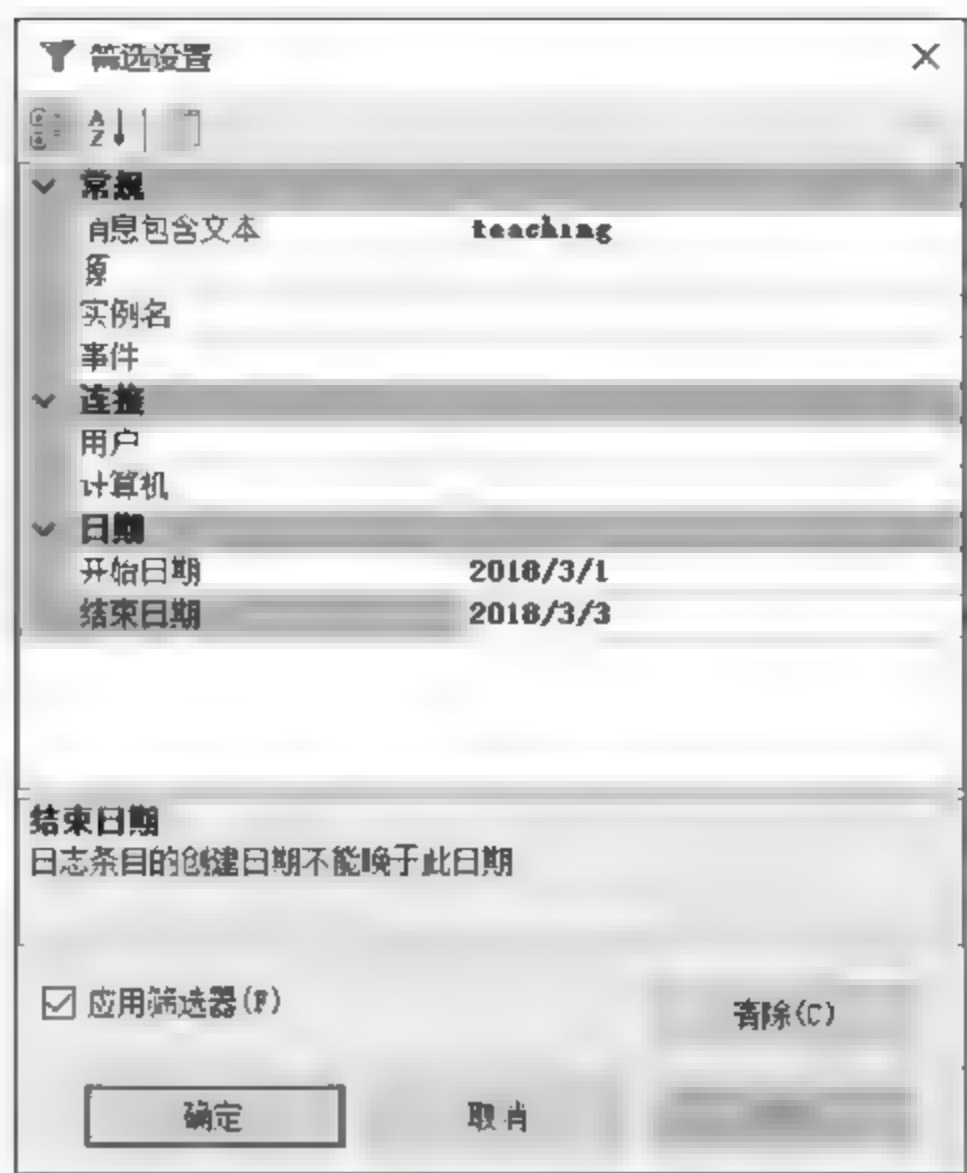 筛选设置
常规
消息包含文本 teaching
源
实例名
事件
连接
用户
计算机
日期
开始日期 2018/3/1
结束日期 2018/3/3
结束日期
日志条目的创建日期不能晚于此日期
应用筛选器(F)
清除(C)
确定 取消